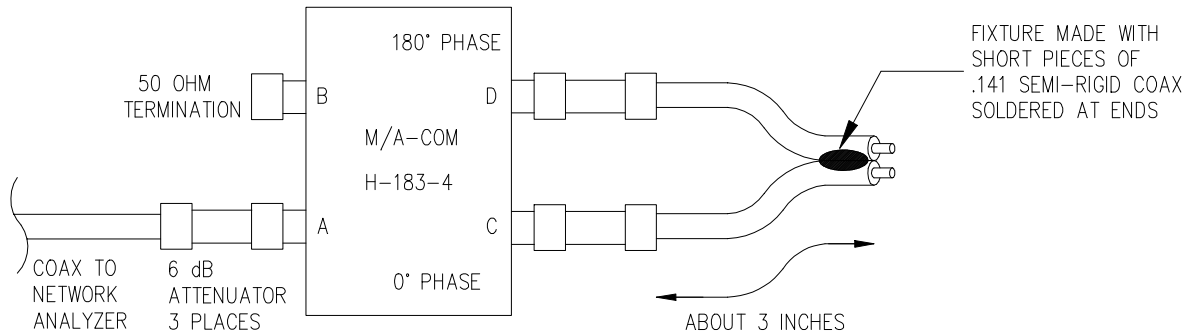 180° PHASE
50 OHM
TERMINATION
B
D
M/A-COM
H-183-4
A
C
0° PHASE
COAX TO
NETWORK
ANALYZER
6 dB
ATTENUATOR
3 PLACES
FIXTURE MADE WITH
SHORT PIECES OF
.141 SEMI-RIGID COAX
SOLDERED AT ENDS
ABOUT 3 INCHES